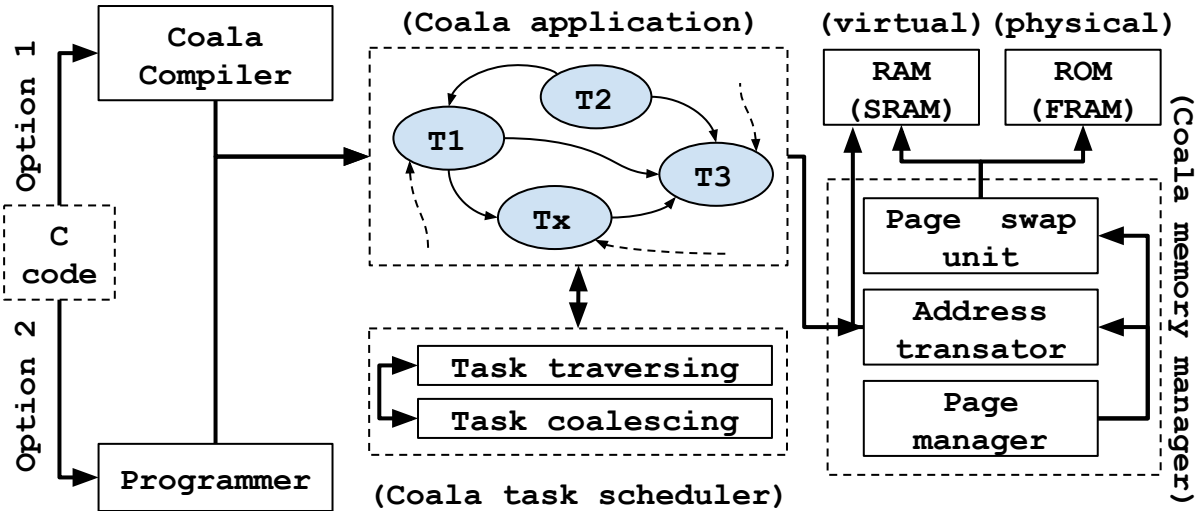 Option 1
Coala
Compiler
C
code
Option 2
Programmer
(Coala application)
T2
T1
T3
Tx
Task traversing
Task coalescing
(Coala task scheduler)
(virtual)
(physical)
RAM
(SRAM)
ROM
(FRAM)
Page swap
unit
Address
transator
Page
manager
(Coala memory manager)